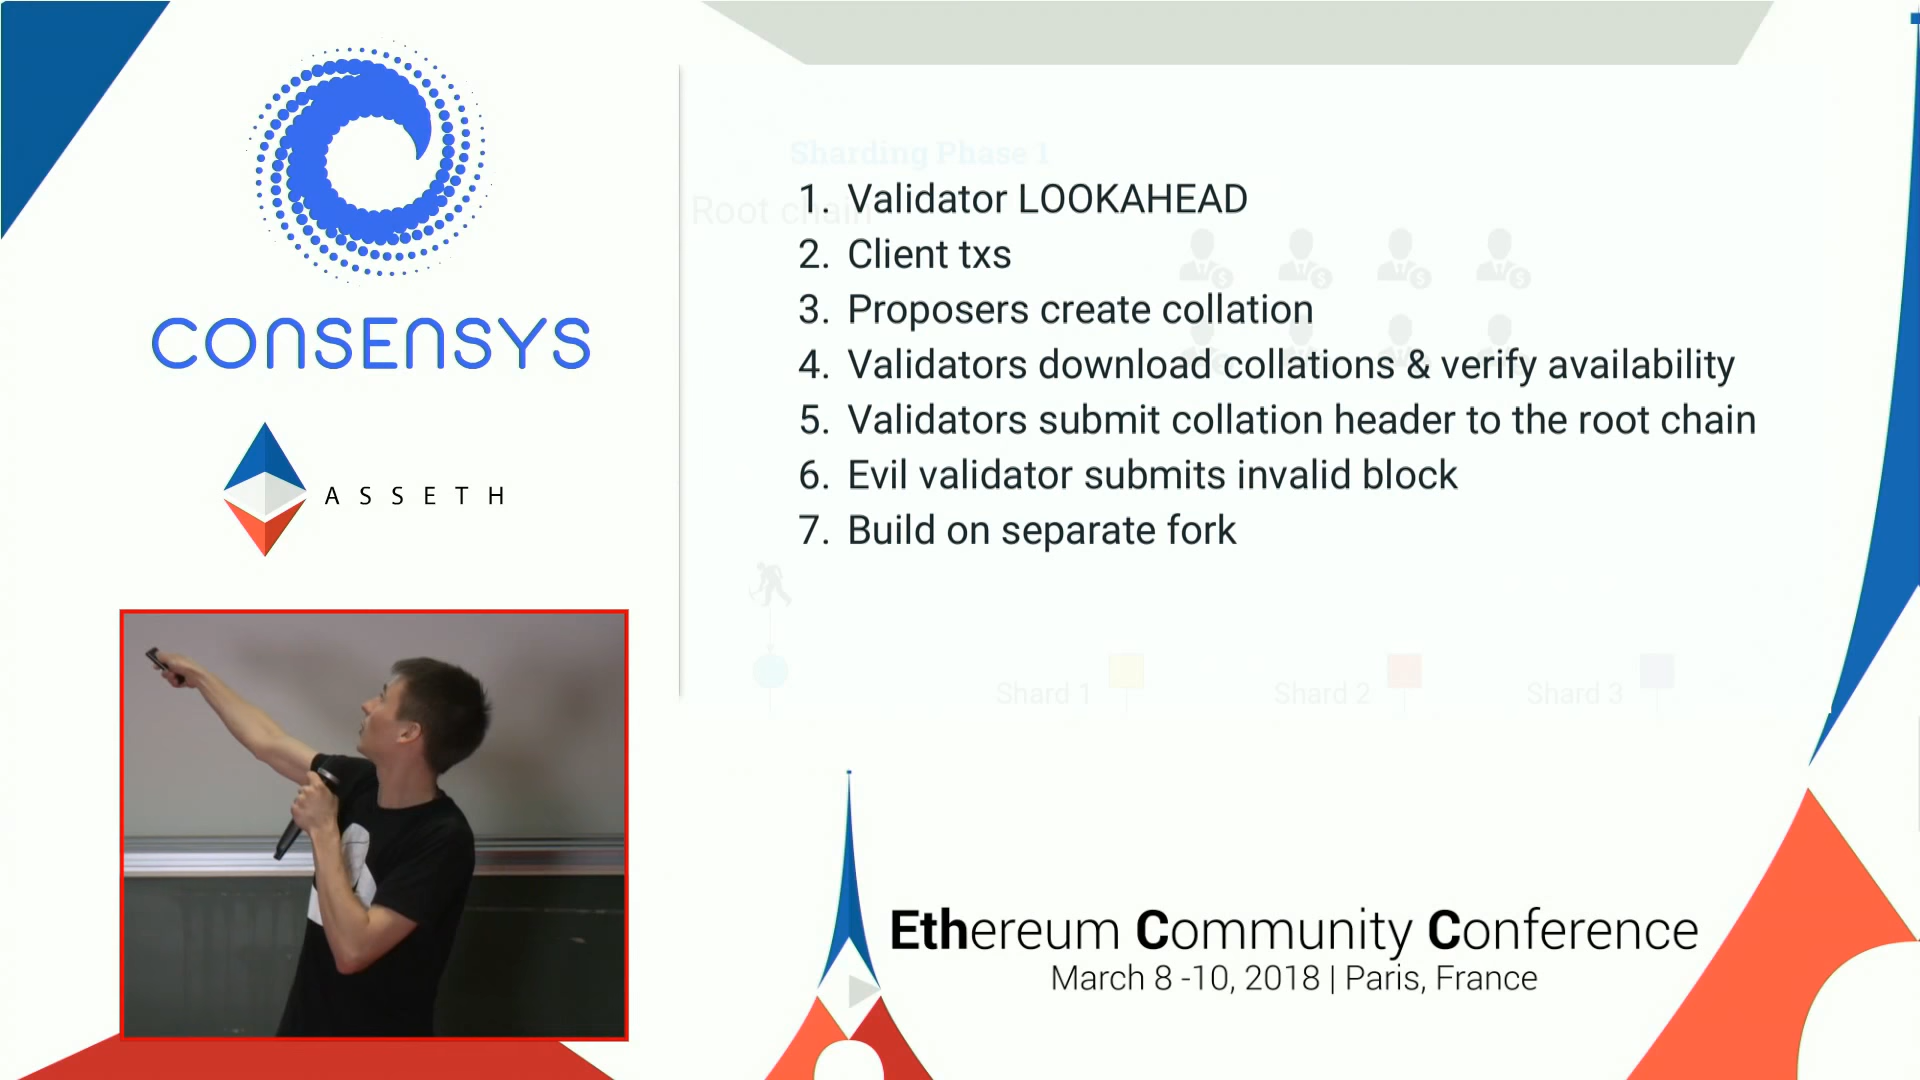 CONSENSYS
ASSETH
Sharding Phase 1
Root chain
1. Validator LOOKAHEAD
2. Client txs
3. Proposers create collation
4. Validators download collations & verify availability
5. Validators submit collation header to the root chain
6. Evil validator submits invalid block
7. Build on separate fork
Shard 1
Shard 2
Shard 3
Ethereum Community Conference
March 8 -10, 2018 | Paris, France